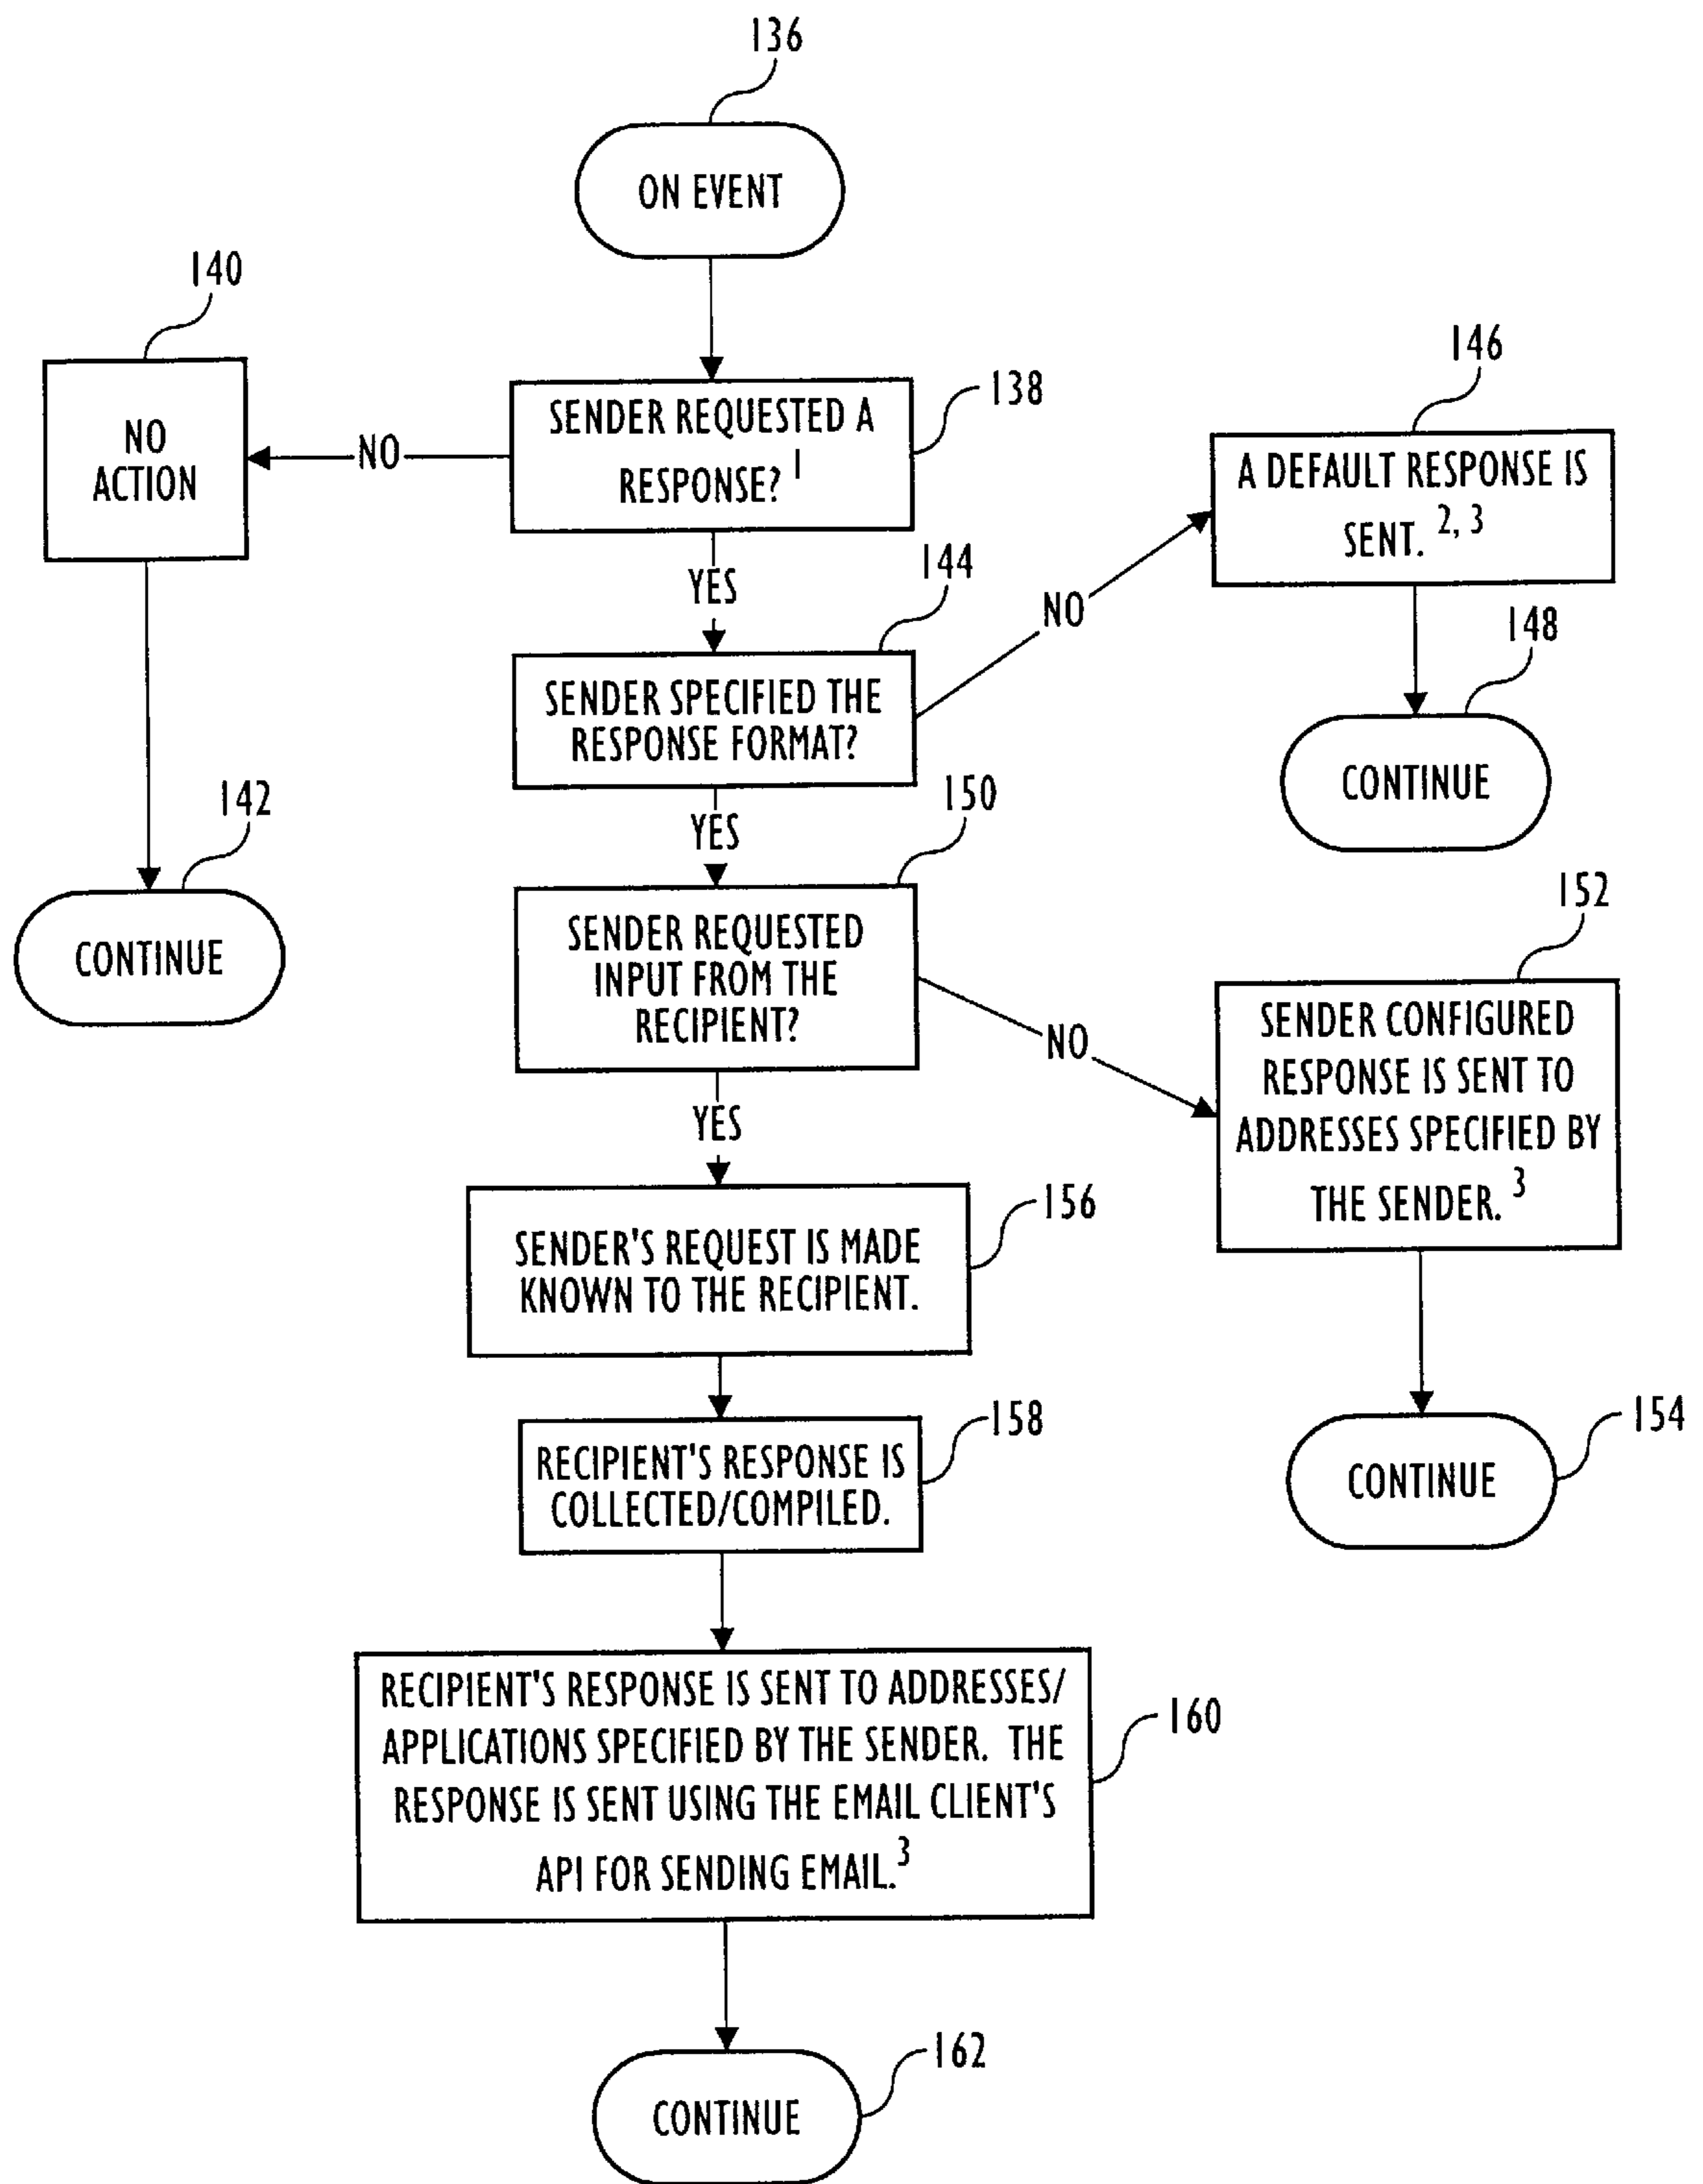 136
ON EVENT
140
NO
ACTION
NO
SENDER REQUESTED A
RESPONSE? 1
138
146
A DEFAULT RESPONSE IS
SENT. 2, 3
YES
144
NO
148
CONTINUE
SENDER SPECIFIED THE
RESPONSE FORMAT?
142
CONTINUE
YES
150
SENDER REQUESTED
INPUT FROM THE
RECIPIENT?
NO
152
SENDER CONFIGURED
RESPONSE IS SENT TO
ADDRESSES SPECIFIED BY
THE SENDER. 3
YES
156
SENDER'S REQUEST IS MADE
KNOWN TO THE RECIPIENT.
154
CONTINUE
158
RECIPIENT'S RESPONSE IS
COLLECTED/COMPILED.
RECIPIENT'S RESPONSE IS SENT TO ADDRESSES/
APPLICATIONS SPECIFIED BY THE SENDER. THE
RESPONSE IS SENT USING THE EMAIL CLIENT'S
API FOR SENDING EMAIL. 3
160
162
CONTINUE